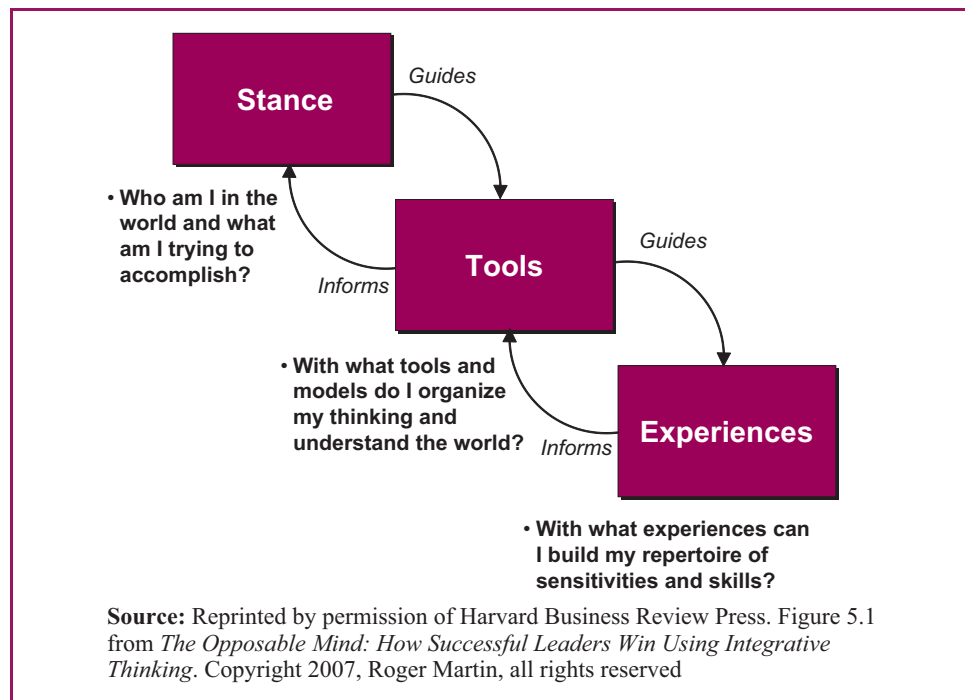 Stance
Guides
• Who am I in the
world and what
am I trying to
accomplish?
Informs
Tools
Guides
• With what tools and
models do I organize
my thinking and
understand the world?
Informs
Experiences
• With what experiences can
I build my repertoire of
sensitivities and skills?
Source: Reprinted by permission of Harvard Business Review Press. Figure 5.1
from The Opposable Mind: How Successful Leaders Win Using Integrative
Thinking. Copyright 2007, Roger Martin, all rights reserved